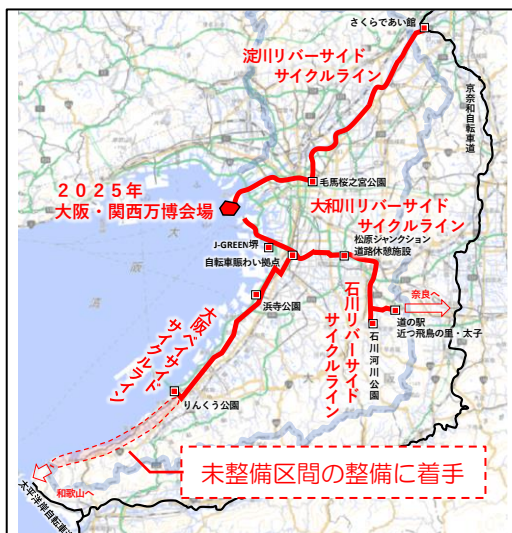 さくらであい館
淀川リバーサイド
サイクルライン
京奈和自転車道
毛馬桜之宮公園
2025年
大阪・関西万博会場
大和川リバーサイド
サイクルライン
J-GREEN堺
自転車賑わい拠点
松原ジャンクション
道路休憩施設
大阪
浜寺公園
石川リバーサイド
サイクルライン
奈良へ
道の駅
近つ飛鳥の里・太子
石川河川公園
大阪ベイサイド
サイクルライン
りんくう公園
未整備区間の整備に着手
和歌山へ
太平洋岸自転車道